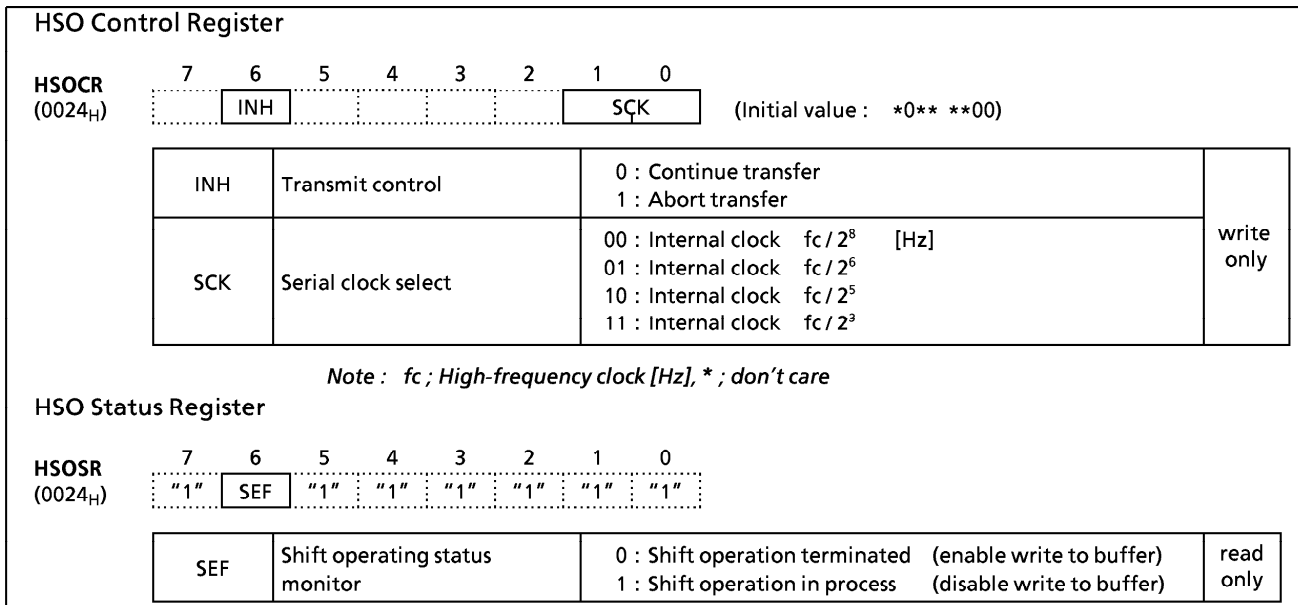 HSO Control Register
7 6 5 4 3 2 1 0
HSOCR
(0024H) INH SCK (Initial value : *0** **00)
INH Transmit control 0 : Continue transfer
1 : Abort transfer
write only
SCK Serial clock select 00 : Internal clock fc / 2⁸ [Hz]
01 : Internal clock fc / 2⁶
10 : Internal clock fc / 2⁵
11 : Internal clock fc / 2³
Note : fc ; High-frequency clock [Hz], * ; don't care
HSO Status Register
7 6 5 4 3 2 1 0
HSOSR
(0024H) "1" SEF "1" "1" "1" "1" "1" "1"
SEF Shift operating status monitor 0 : Shift operation terminated (enable write to buffer)
1 : Shift operation in process (disable write to buffer)
read only